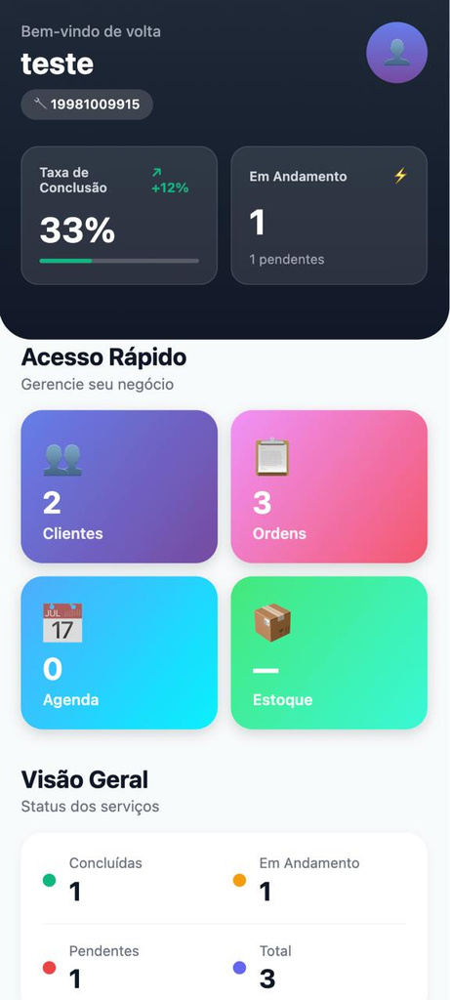 Bem-vindo de volta
teste
19981009915
Taxa de
Conclusão
↗
+12%
33%
Em Andamento
1
1 pendentes
Acesso Rápido
Gerencie seu negócio
2
Clientes
3
Ordens
JUL
17
0
Agenda
—
Estoque
Visão Geral
Status dos serviços
Concluídas
1
Em Andamento
1
Pendentes
1
Total
3